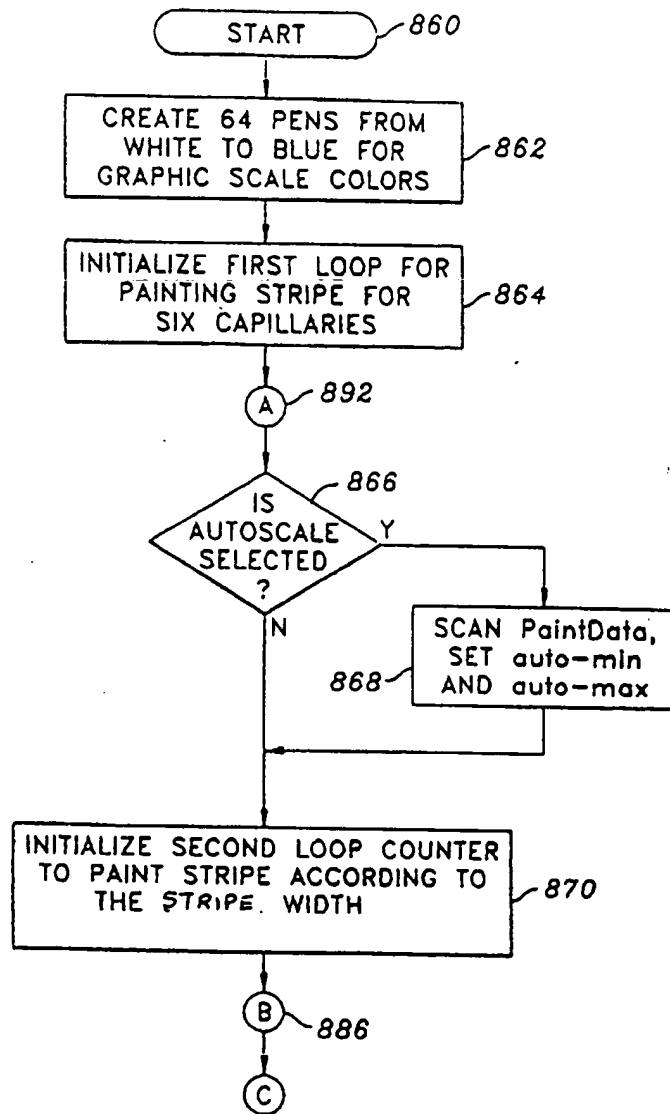 START
860
CREATE 64 PENS FROM
WHITE TO BLUE FOR
GRAPHIC SCALE COLORS
862
INITIALIZE FIRST LOOP FOR
PAINTING STRIPE FOR
SIX CAPILLARIES
864
A
892
866
IS
AUTOSCALE
SELECTED
?
Y
N
SCAN PaintData,
SET auto-min
AND auto-max
868
INITIALIZE SECOND LOOP COUNTER
TO PAINT STRIPE ACCORDING TO
THE STRIPE. WIDTH
870
B
886
C